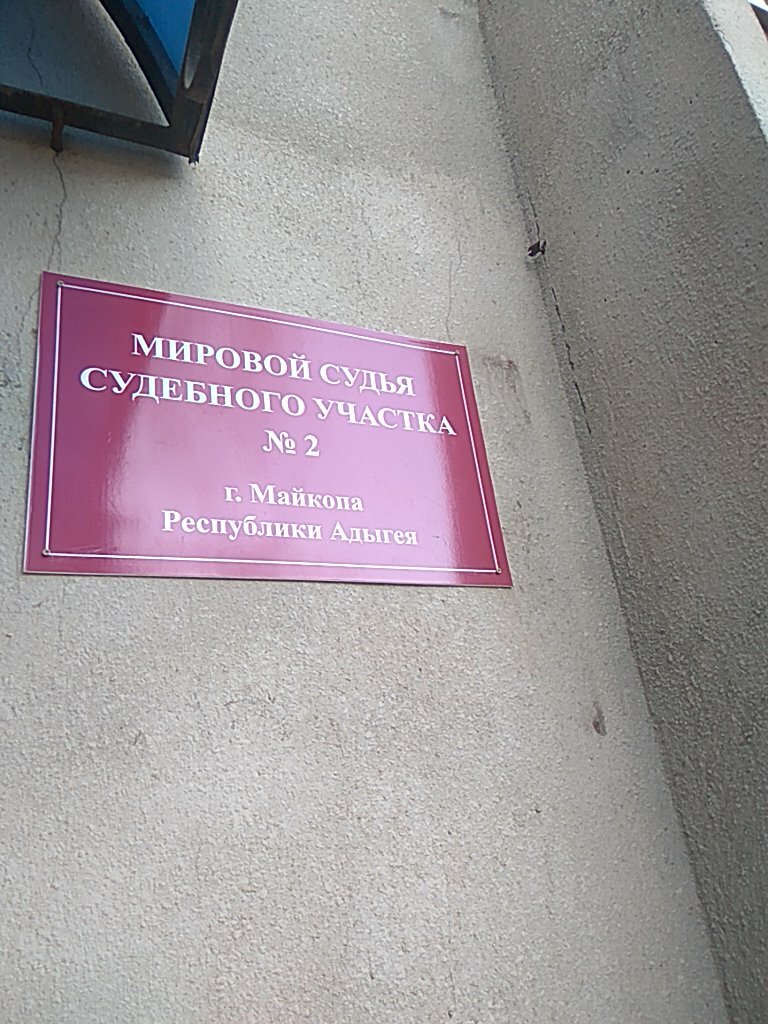 МИРОВОЙ СУДЬЯ
СУДЕБНОГО УЧАСТКА
№ 2
г. Майкопа
Республики Адыгея